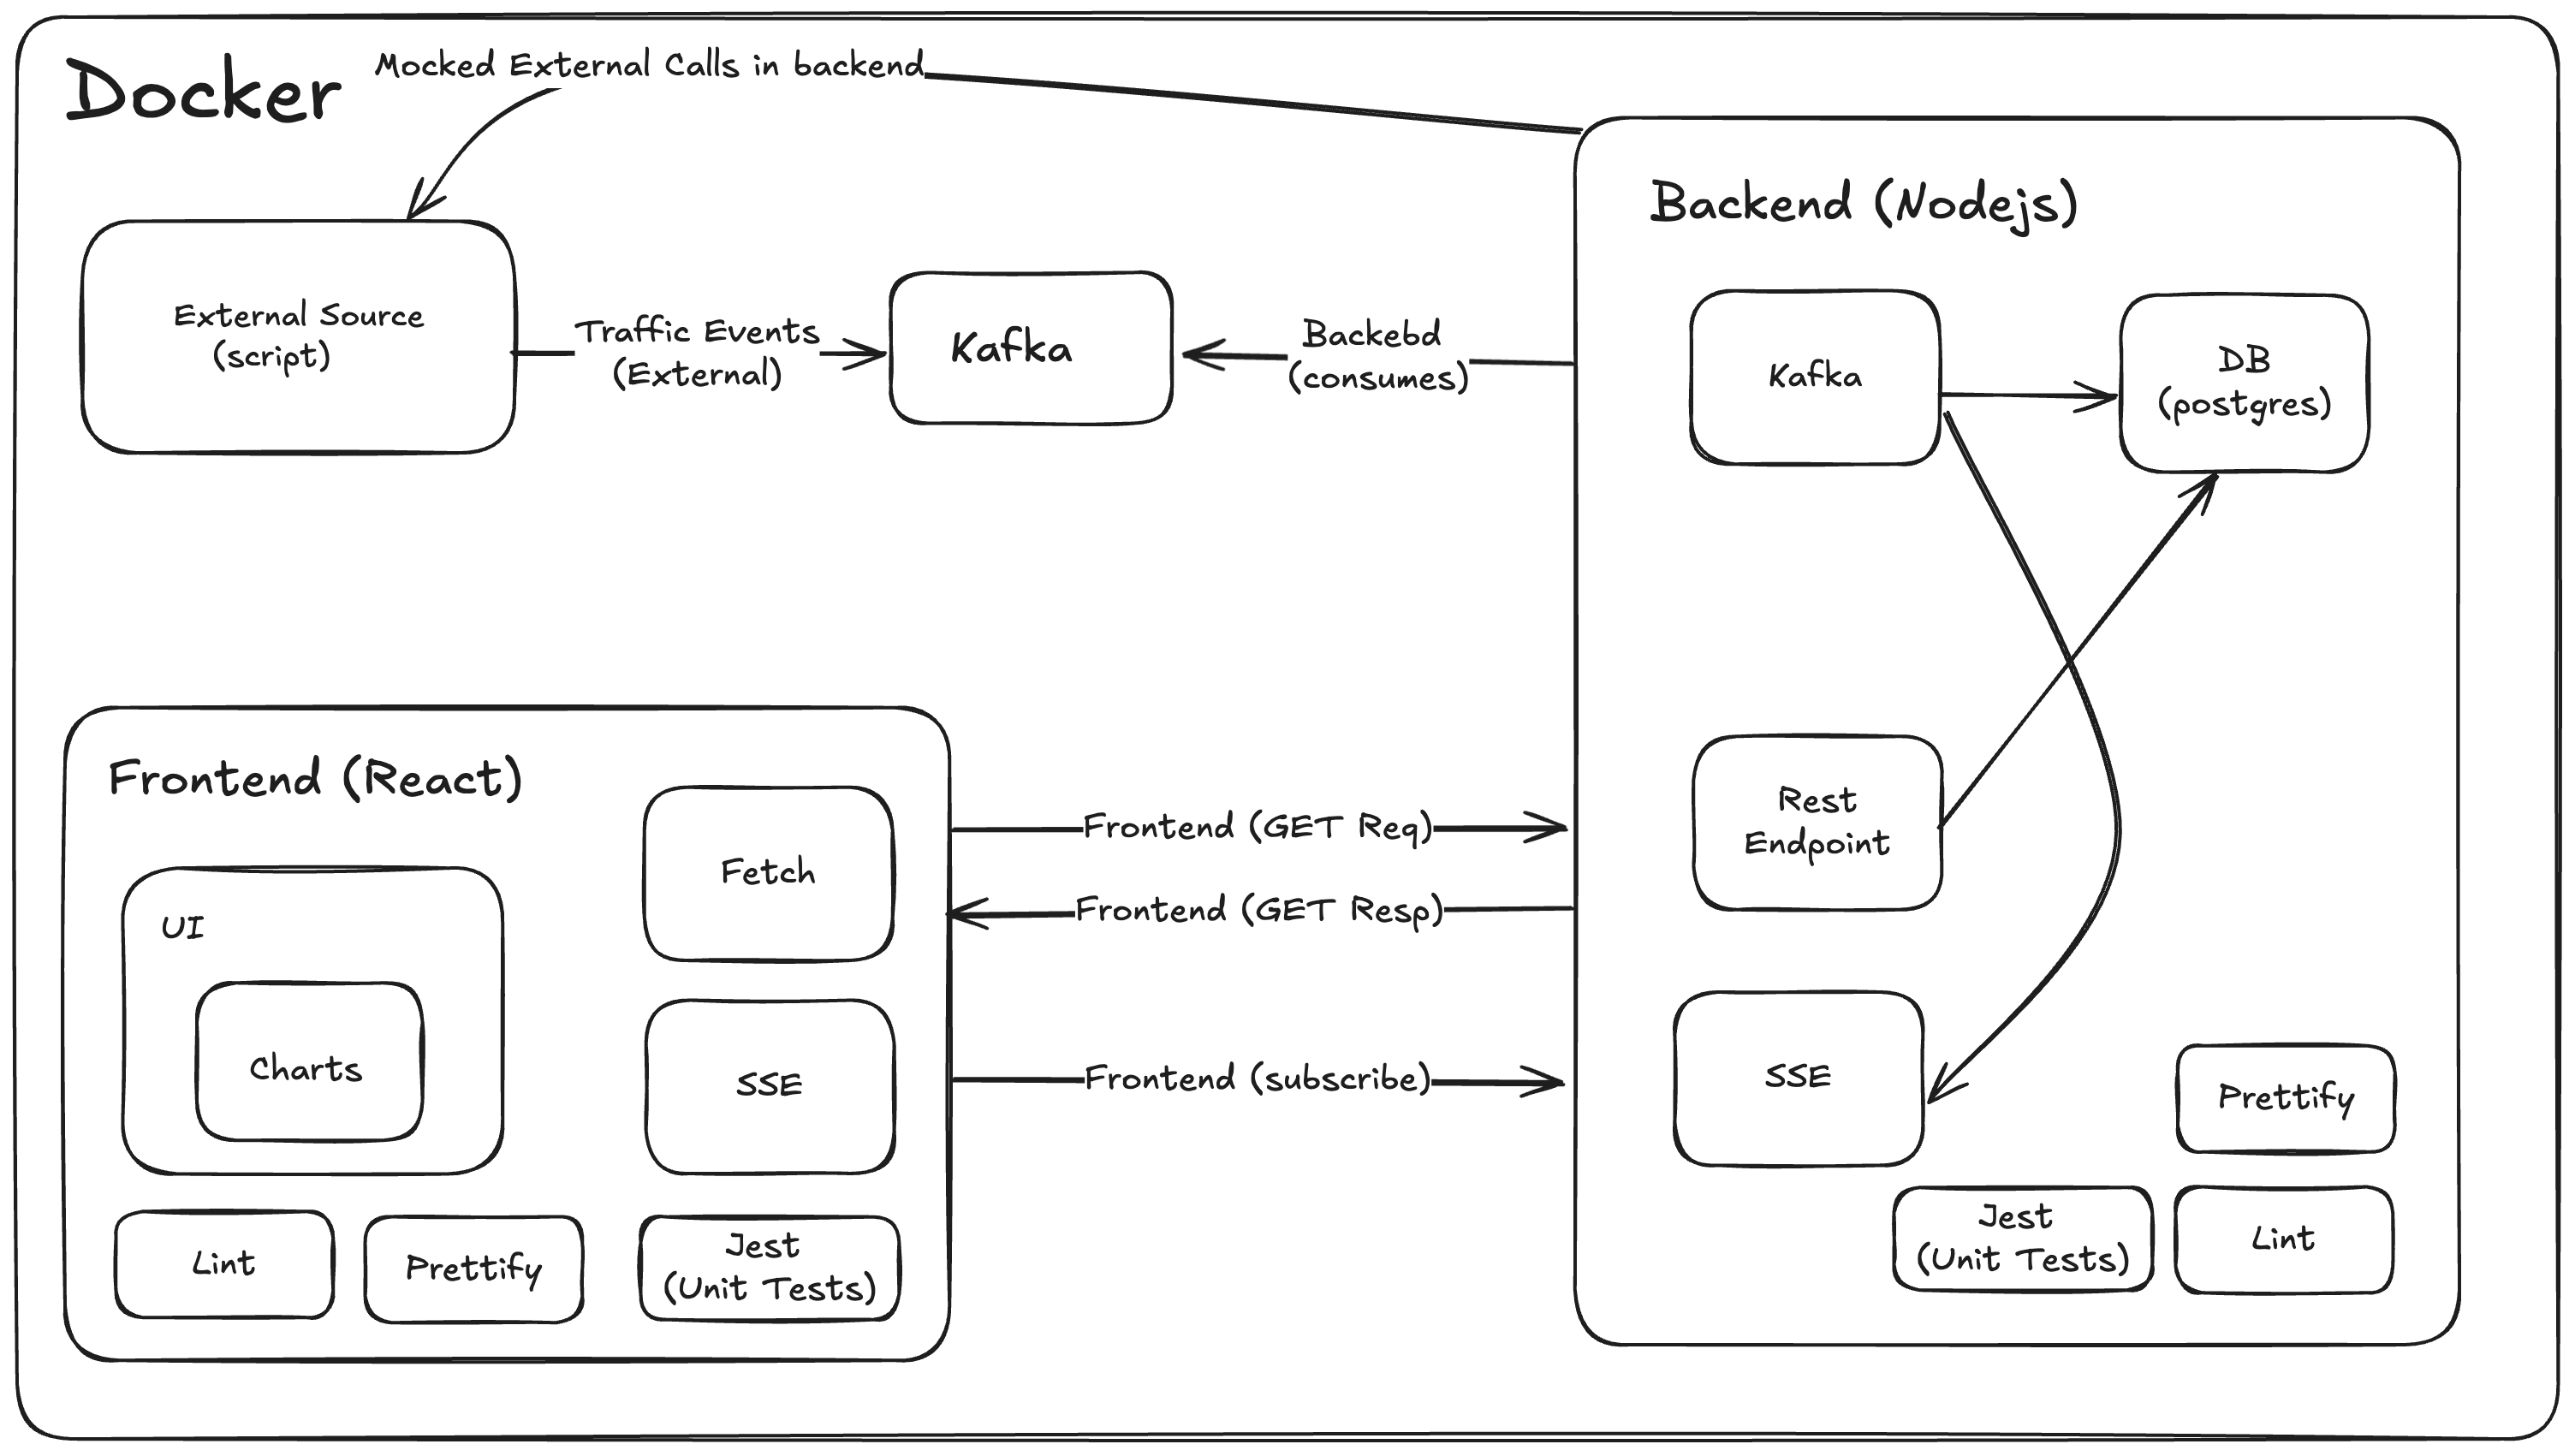 Docker
Mocked External Calls in backend
External Source
(script)
Traffic Events
(External)
Kafka
Backebd
(consumes)
Backend (Nodejs)
Kafka
DB
(postgres)
Rest
Endpoint
SSE
Prettify
Jest
(Unit Tests)
Lint
Frontend (React)
UI
Charts
Fetch
SSE
Lint
Prettify
Jest
(Unit Tests)
Frontend (GET Req)
Frontend (GET Resp)
Frontend (subscribe)